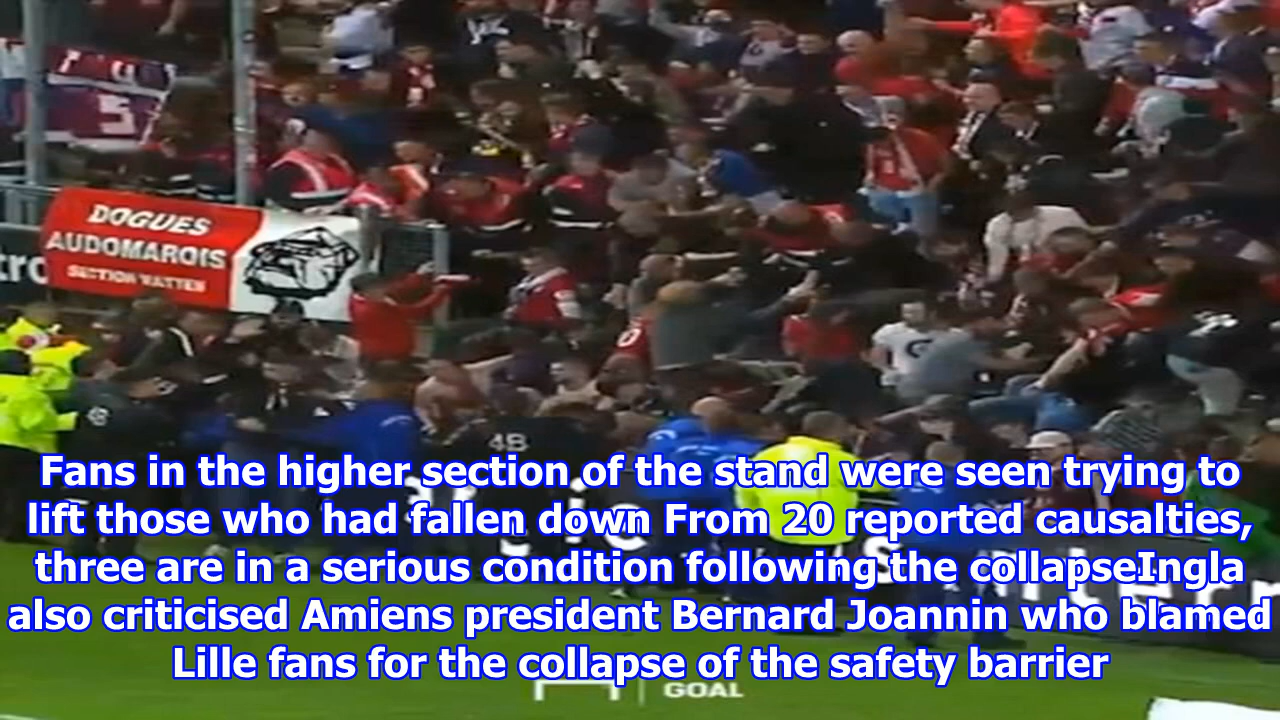 5
DOGUES
AUDOMAROIS
SECTION WATTEN
tro
48
Fans in the higher section of the stand were seen trying to
lift those who had fallen down From 20 reported causalties,
three are in a serious condition following the collapseIngla
also criticised Amiens president Bernard Joannin who blamed
Lille fans for the collapse of the safety barrier
GOAL